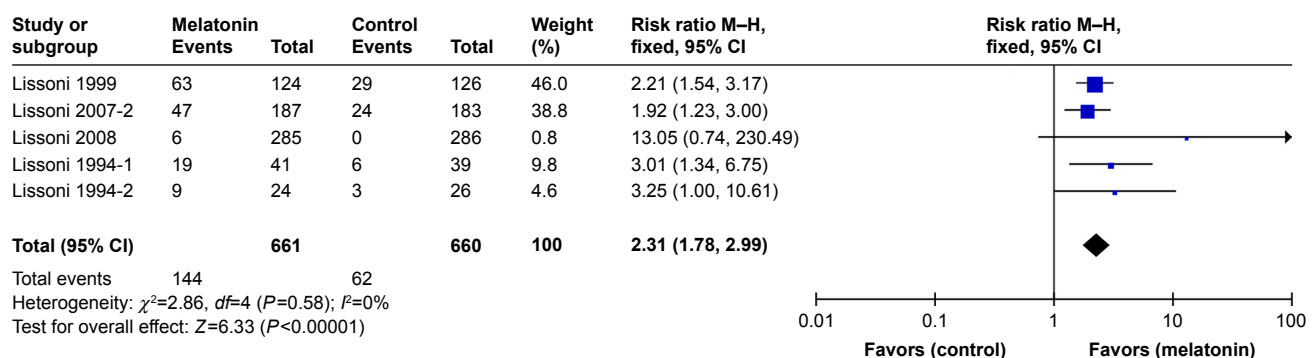 Study or subgroup Melatonin Events Total Control Events Total Weight (%) Risk ratio M–H, fixed, 95% CI Risk ratio M–H, fixed, 95% CI
Lissoni 1999 63 124 29 126 46.0 2.21 (1.54, 3.17)
Lissoni 2007-2 47 187 24 183 38.8 1.92 (1.23, 3.00)
Lissoni 2008 6 285 0 286 0.8 13.05 (0.74, 230.49)
Lissoni 1994-1 19 41 6 39 9.8 3.01 (1.34, 6.75)
Lissoni 1994-2 9 24 3 26 4.6 3.25 (1.00, 10.61)
Total (95% CI) 661 660 100 2.31 (1.78, 2.99)
Total events 144 62
Heterogeneity: χ²=2.86, df=4 (P=0.58); I²=0%
Test for overall effect: Z=6.33 (P<0.00001)
0.01 0.1 1 10 100
Favors (control) Favors (melatonin)